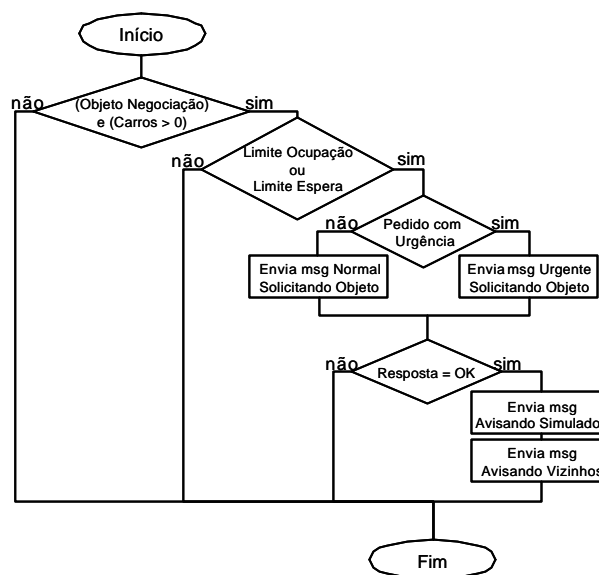 Início
não
(Objeto Negociação)
e (Carros > 0)
sim
não
Limite Ocupação
ou
Limite Espera
sim
não
Pedido com
Urgência
sim
Envia msg Normal
Solicitando Objeto
Envia msg Urgente
Solicitando Objeto
não
Resposta = OK
sim
Envia msg
Avisando Simulado
Envia msg
Avisando Vizinhos
Fim